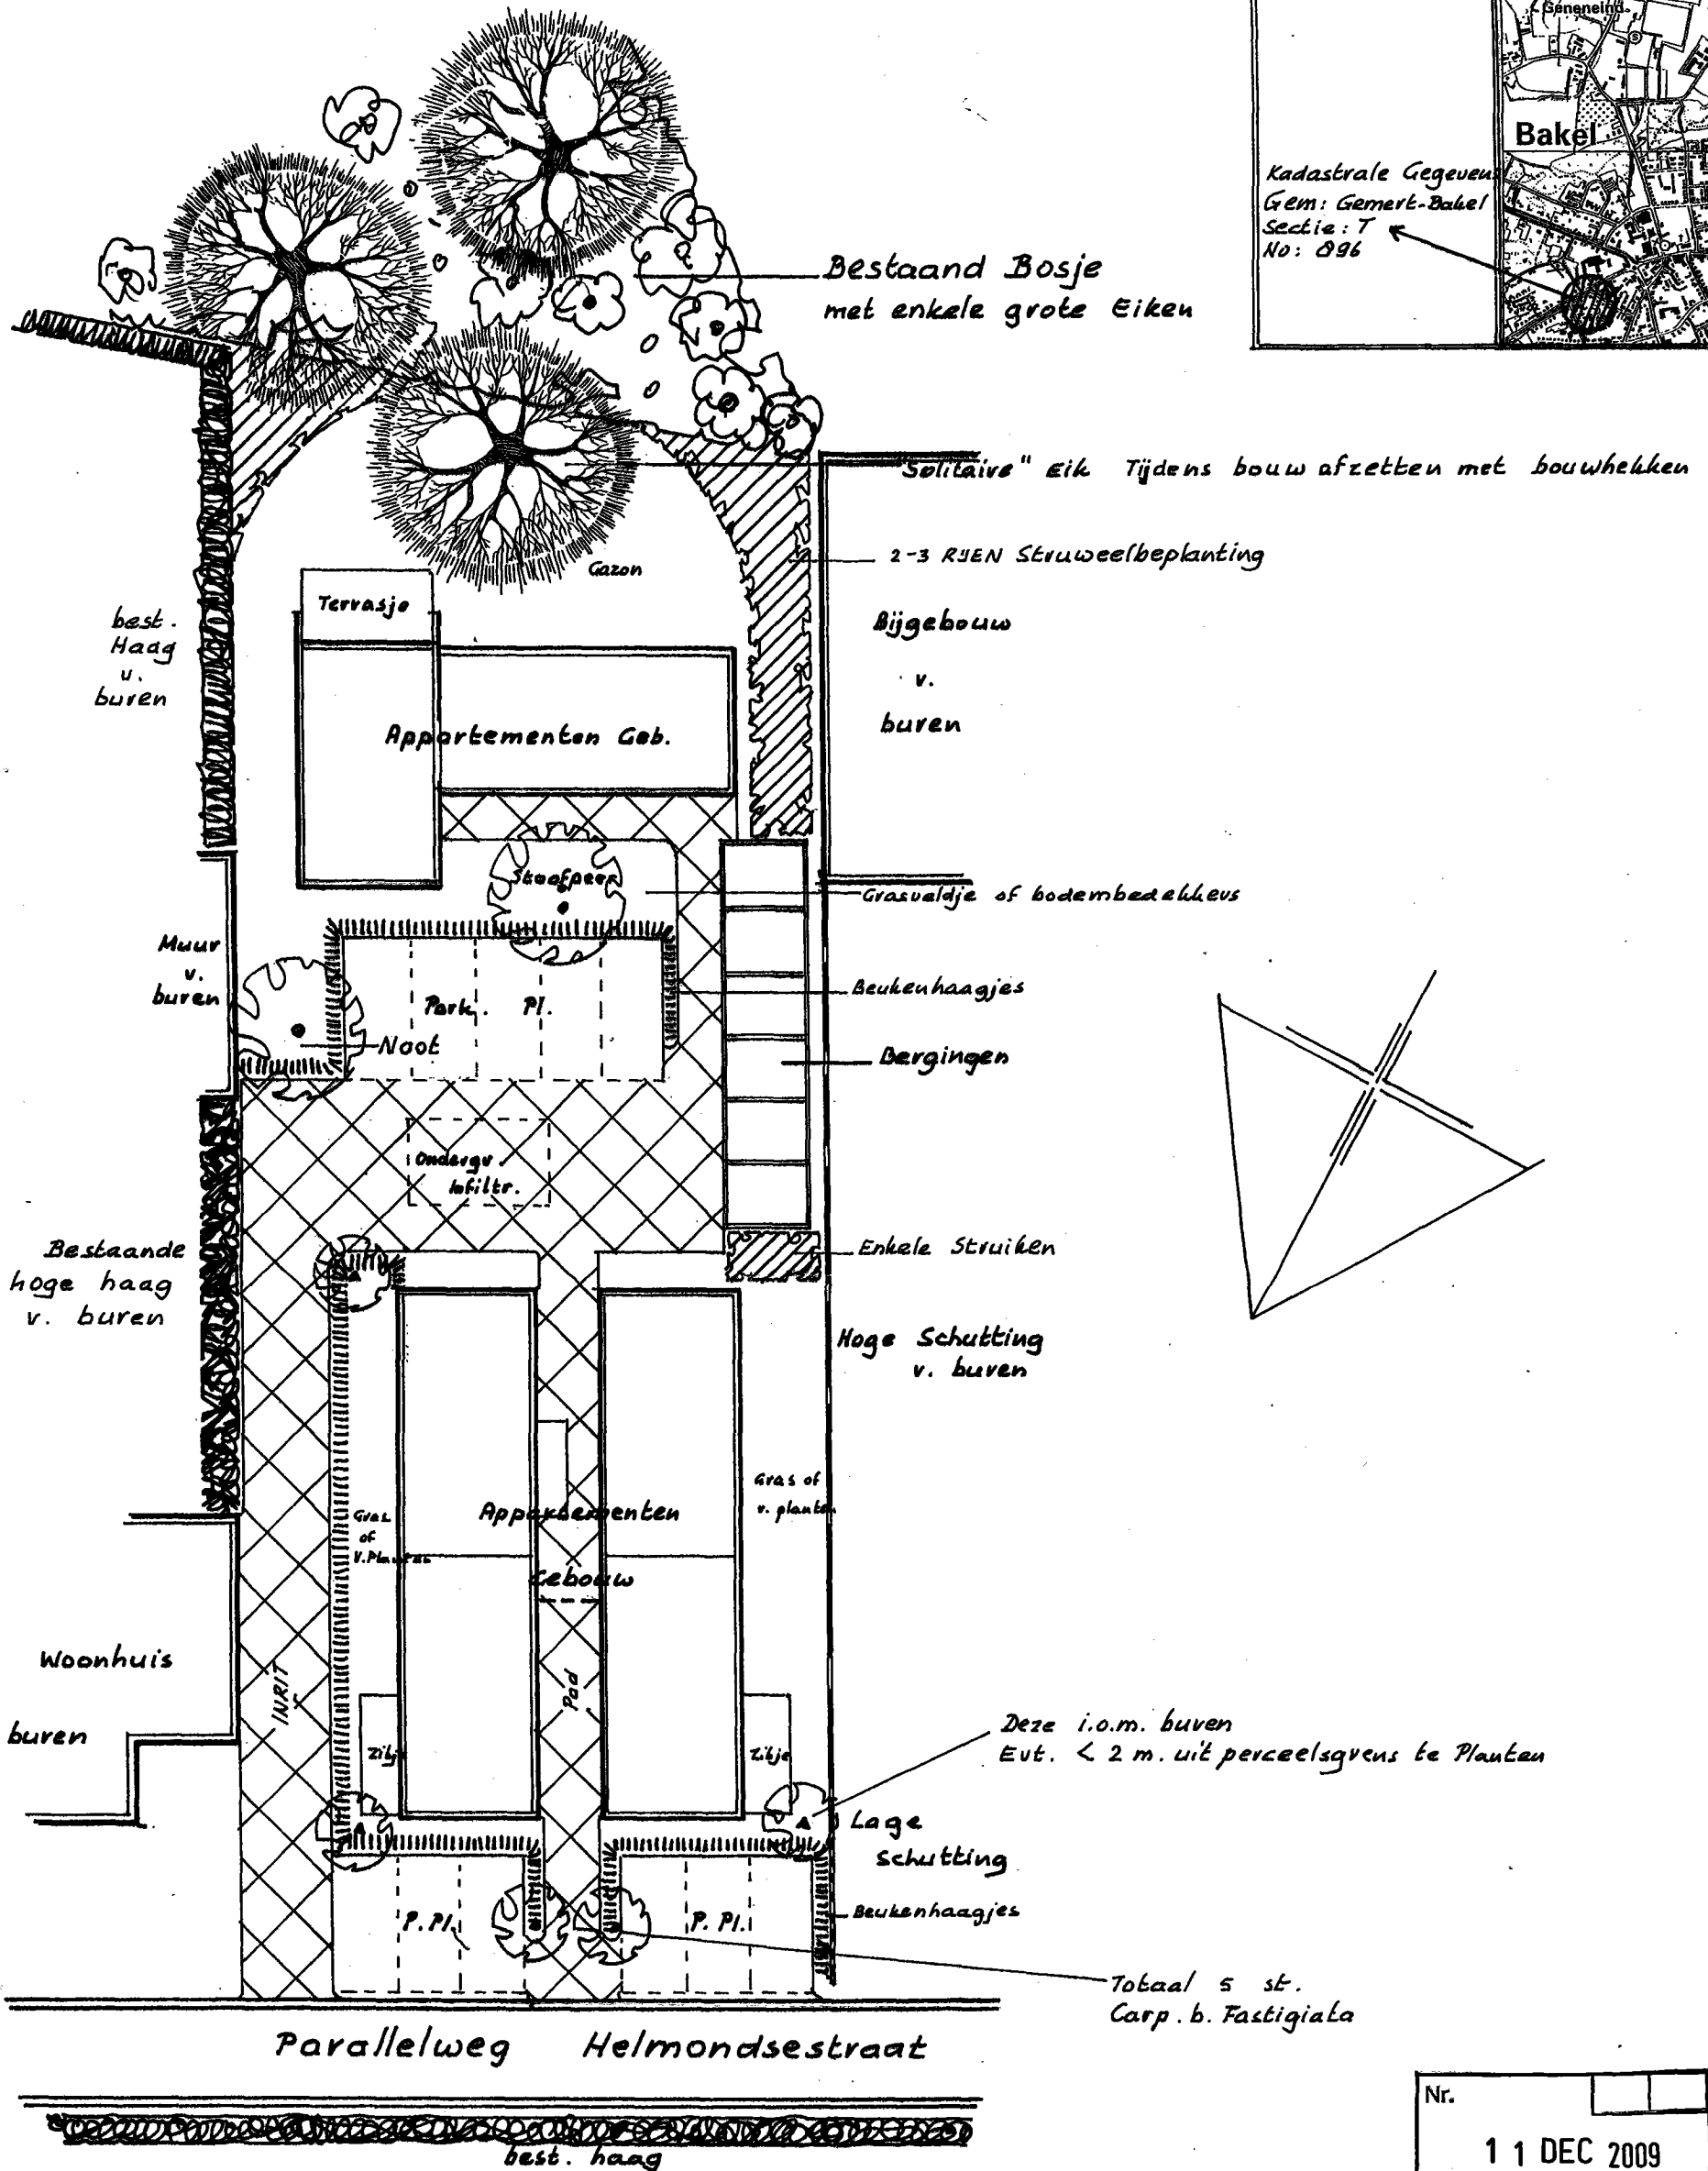 Geneneind
Bakel
Kadastrale Gegevens
Gem: Gemert-Bakel
Sectie: T
No: 896
Bestaand Bosje
met enkele grote Eiken
"Solitaire" Eik Tijdens bouw afzetten met bouwhekken
2-3 RIJEN Struweelbeplanting
Gazon
Terrasje
best.
Haag
v.
buren
Bijgebouw
v.
buren
Appartementen Geb.
Stoofpeer
Grasveldje of bodembedekkers
Muur
v.
buren
Park. Pl.
Beukenhaagjes
Noot
Bergingen
Ondergr.
Infiltr.
Bestaande
hoge haag
v. buren
Enkele Struiken
Hoge Schutting
v. buren
Gras
of
V. Planten
Appartementen
Gebouw
Gras of
v. planten
Woonhuis
buren
INRIT
Pad
Zitje
Zitje
Deze i.o.m. buren
Evt. < 2 m. uit perceelsgrens te Planten
Lage
Schutting
P. Pl.
P. Pl.
Beukenhaagjes
Totaal 5 st.
Carp. b. Fastigiata
Parallelweg Helmondsestraat
best. haag
Nr.
11 DEC 2009